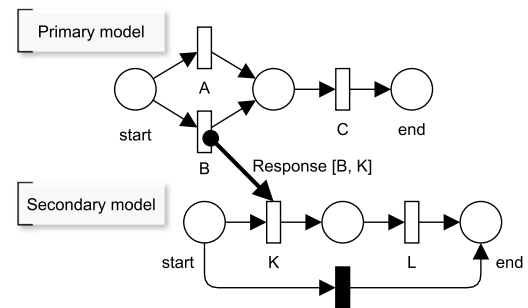 Primary model
A
start
C
end
B
Response [B, K]
Secondary model
start
K
L
end